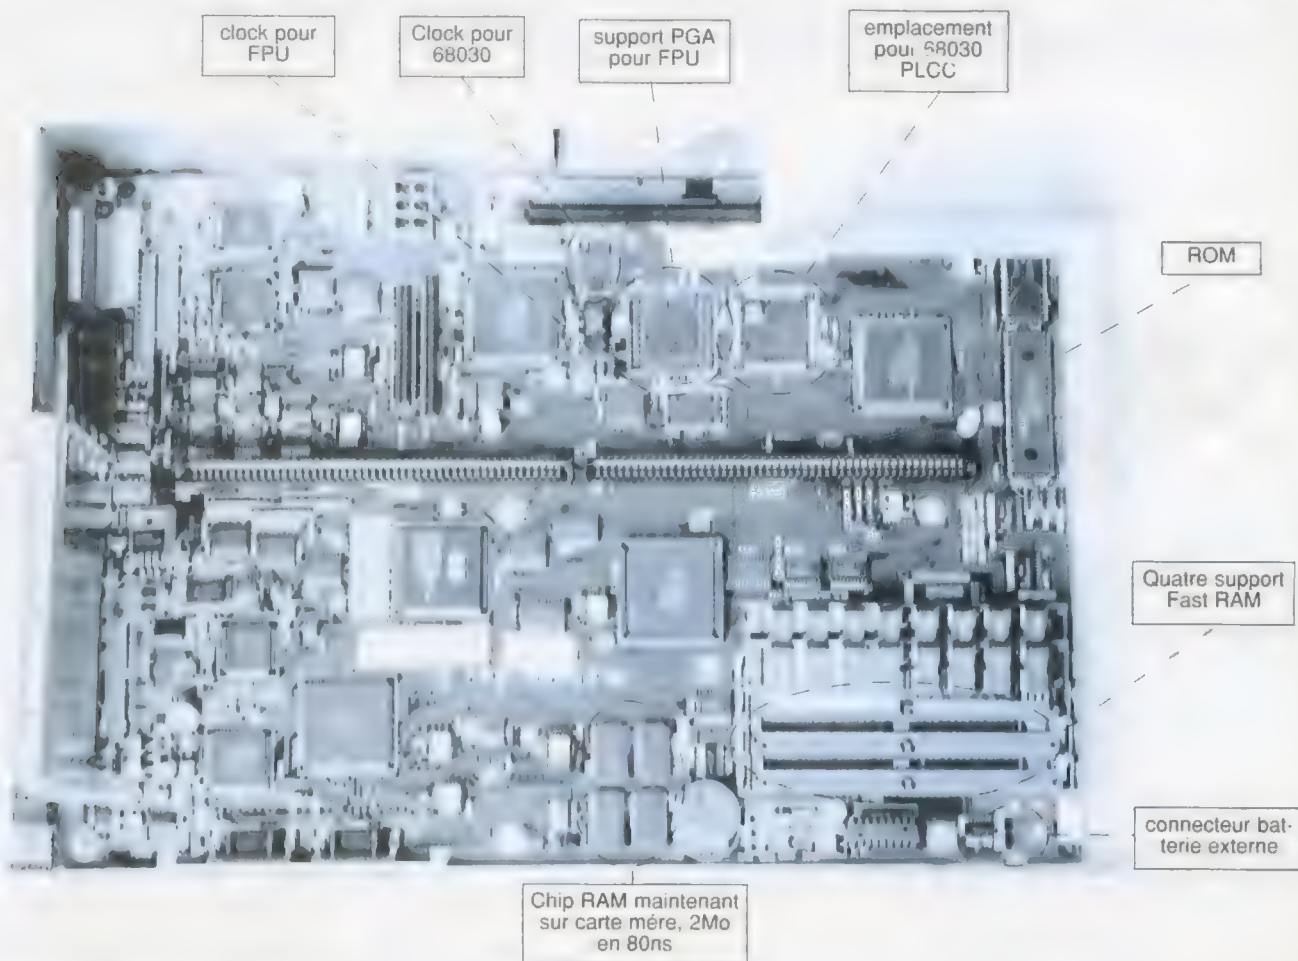 clock pour
FPU
Clock pour
68030
support PGA
pour FPU
emplacement
pour 68030
PLCC
ROM
Quatre support
Fast RAM
connecteur bat-
terie externe
Chip RAM maintenant
sur carte mére, 2Mo
en 80ns